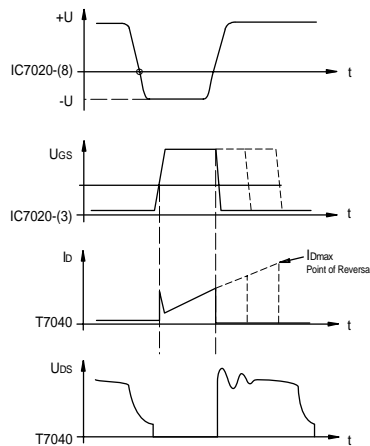 +U
IC7020-(8)
t
-U
UGS
IC7020-(3)
t
ID
IDmax
Point of Reversa
T7040
t
UDS
T7040
t